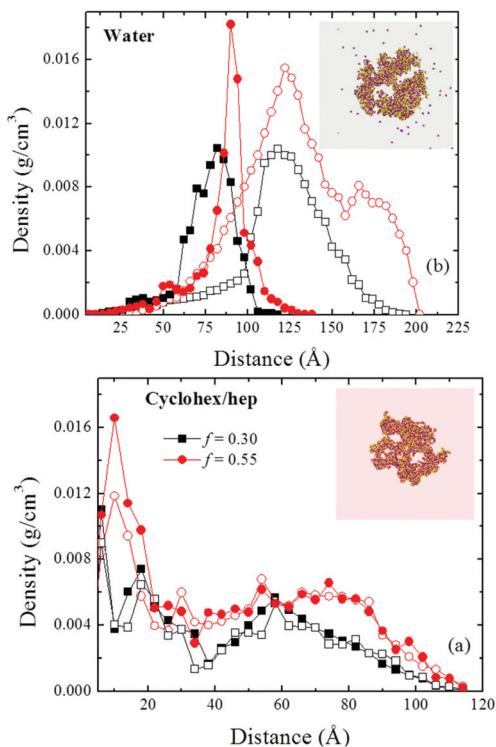 Water
0.016
0.012
0.008
0.004
0.000
Density (g/cm³)
(b)
25 50 75 100 125 150 175 200 225
Distance (Å)
Cyclohex/hep
f = 0.30
f = 0.55
0.016
0.012
0.008
0.004
0.000
Density (g/cm³)
(a)
20 40 60 80 100 120
Distance (Å)